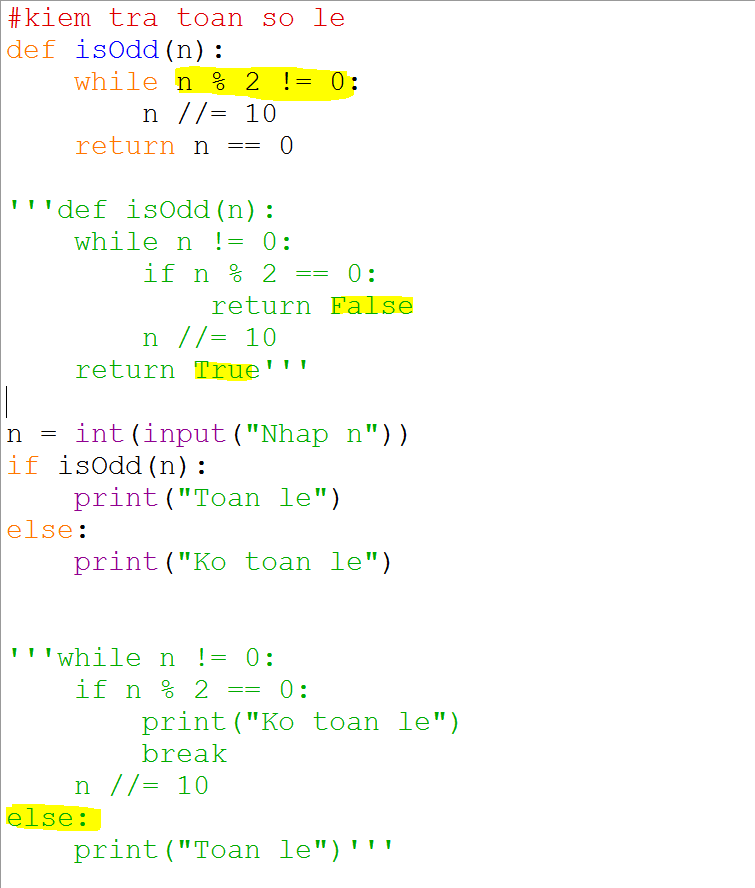 #kiem tra toan so le
def isOdd(n):
    while n % 2 != 0:
        n //= 10
    return n == 0

'''def isOdd(n):
    while n != 0:
        if n % 2 == 0:
            return False
        n //= 10
    return True'''

n = int(input("Nhap n"))
if isOdd(n):
    print("Toan le")
else:
    print("Ko toan le")


'''while n != 0:
    if n % 2 == 0:
        print("Ko toan le")
        break
    n //= 10
else:
    print("Toan le")'''